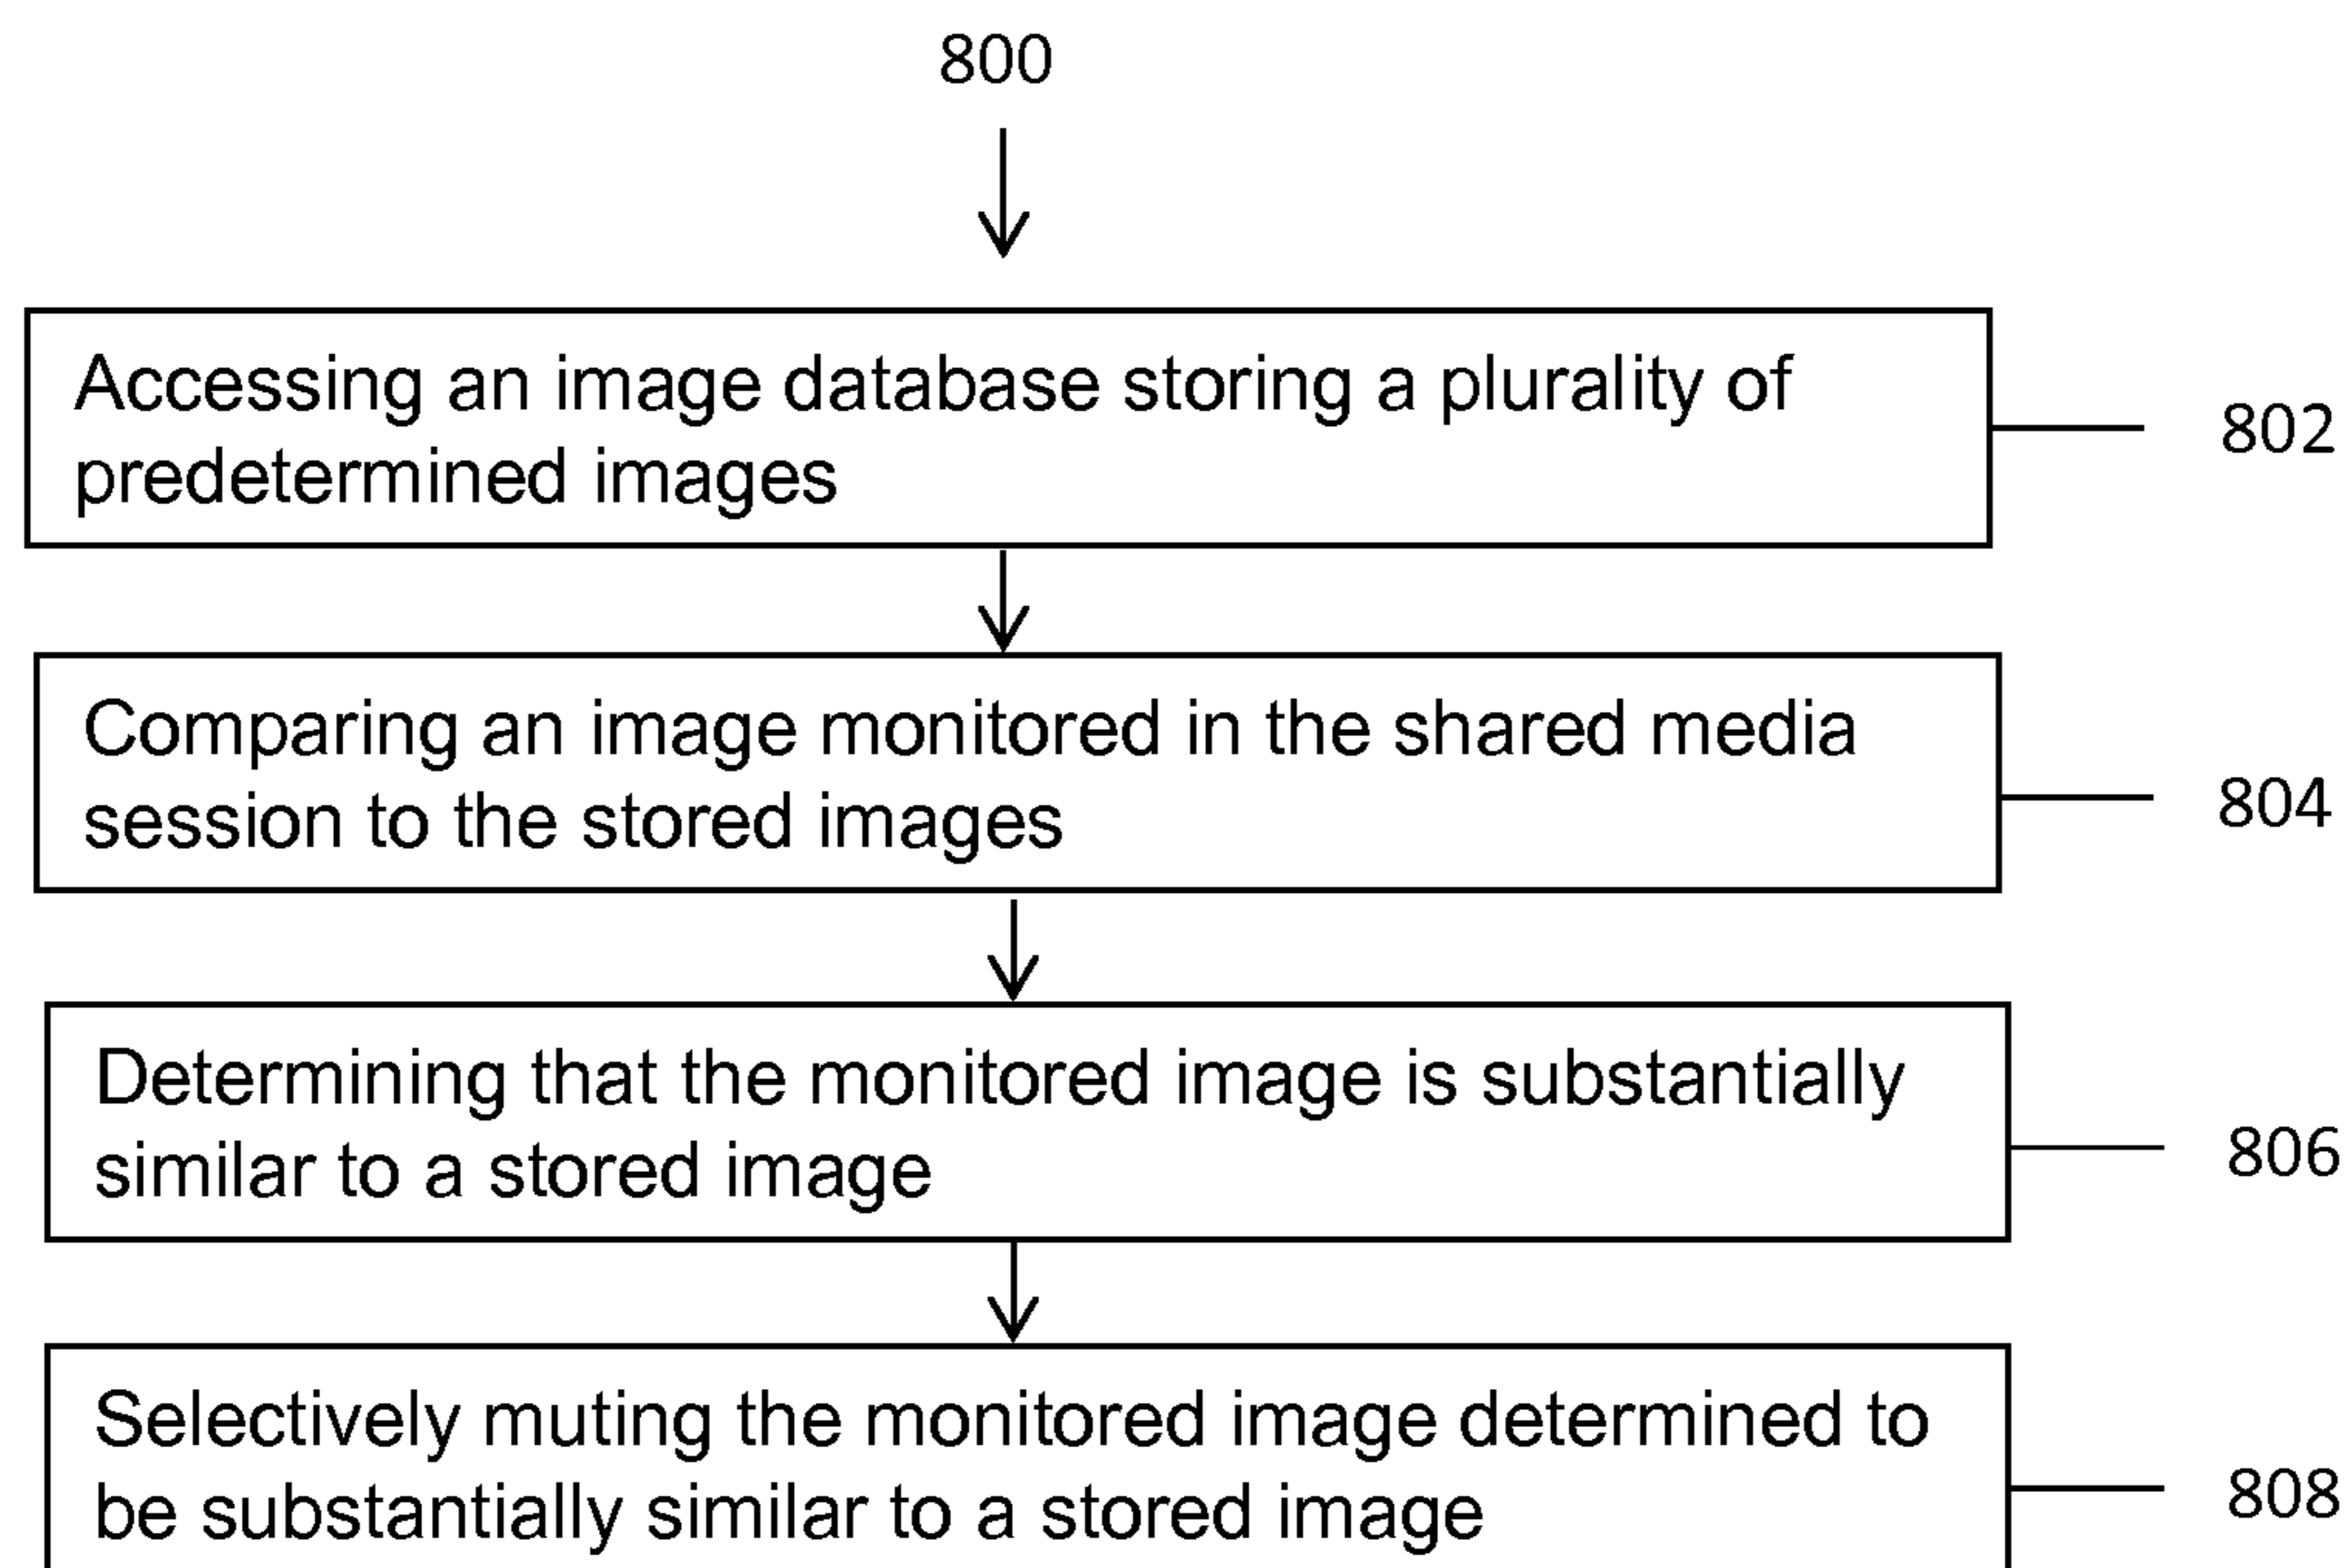 800
Accessing an image database storing a plurality of
predetermined images
802
Comparing an image monitored in the shared media
session to the stored images
804
Determining that the monitored image is substantially
similar to a stored image
806
Selectively muting the monitored image determined to
be substantially similar to a stored image
808